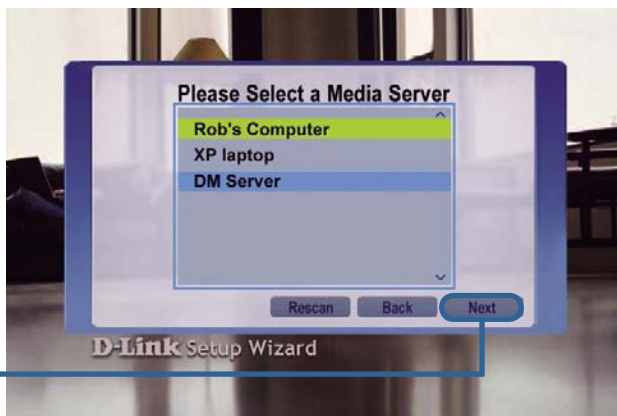 Please Select a Media Server
Rob's Computer
XP laptop
DM Server
Rescan Back Next
D-Link Setup Wizard